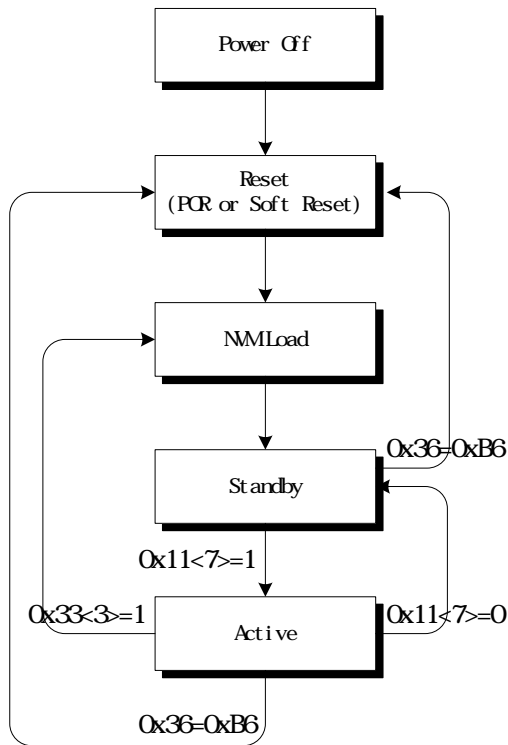 Power Off
Reset
(POR or Soft Reset)
NVM Load
0x36=0xB6
Standby
0x11<7>=1
0x33<3>=1
Active
0x11<7>=0
0x36=0xB6